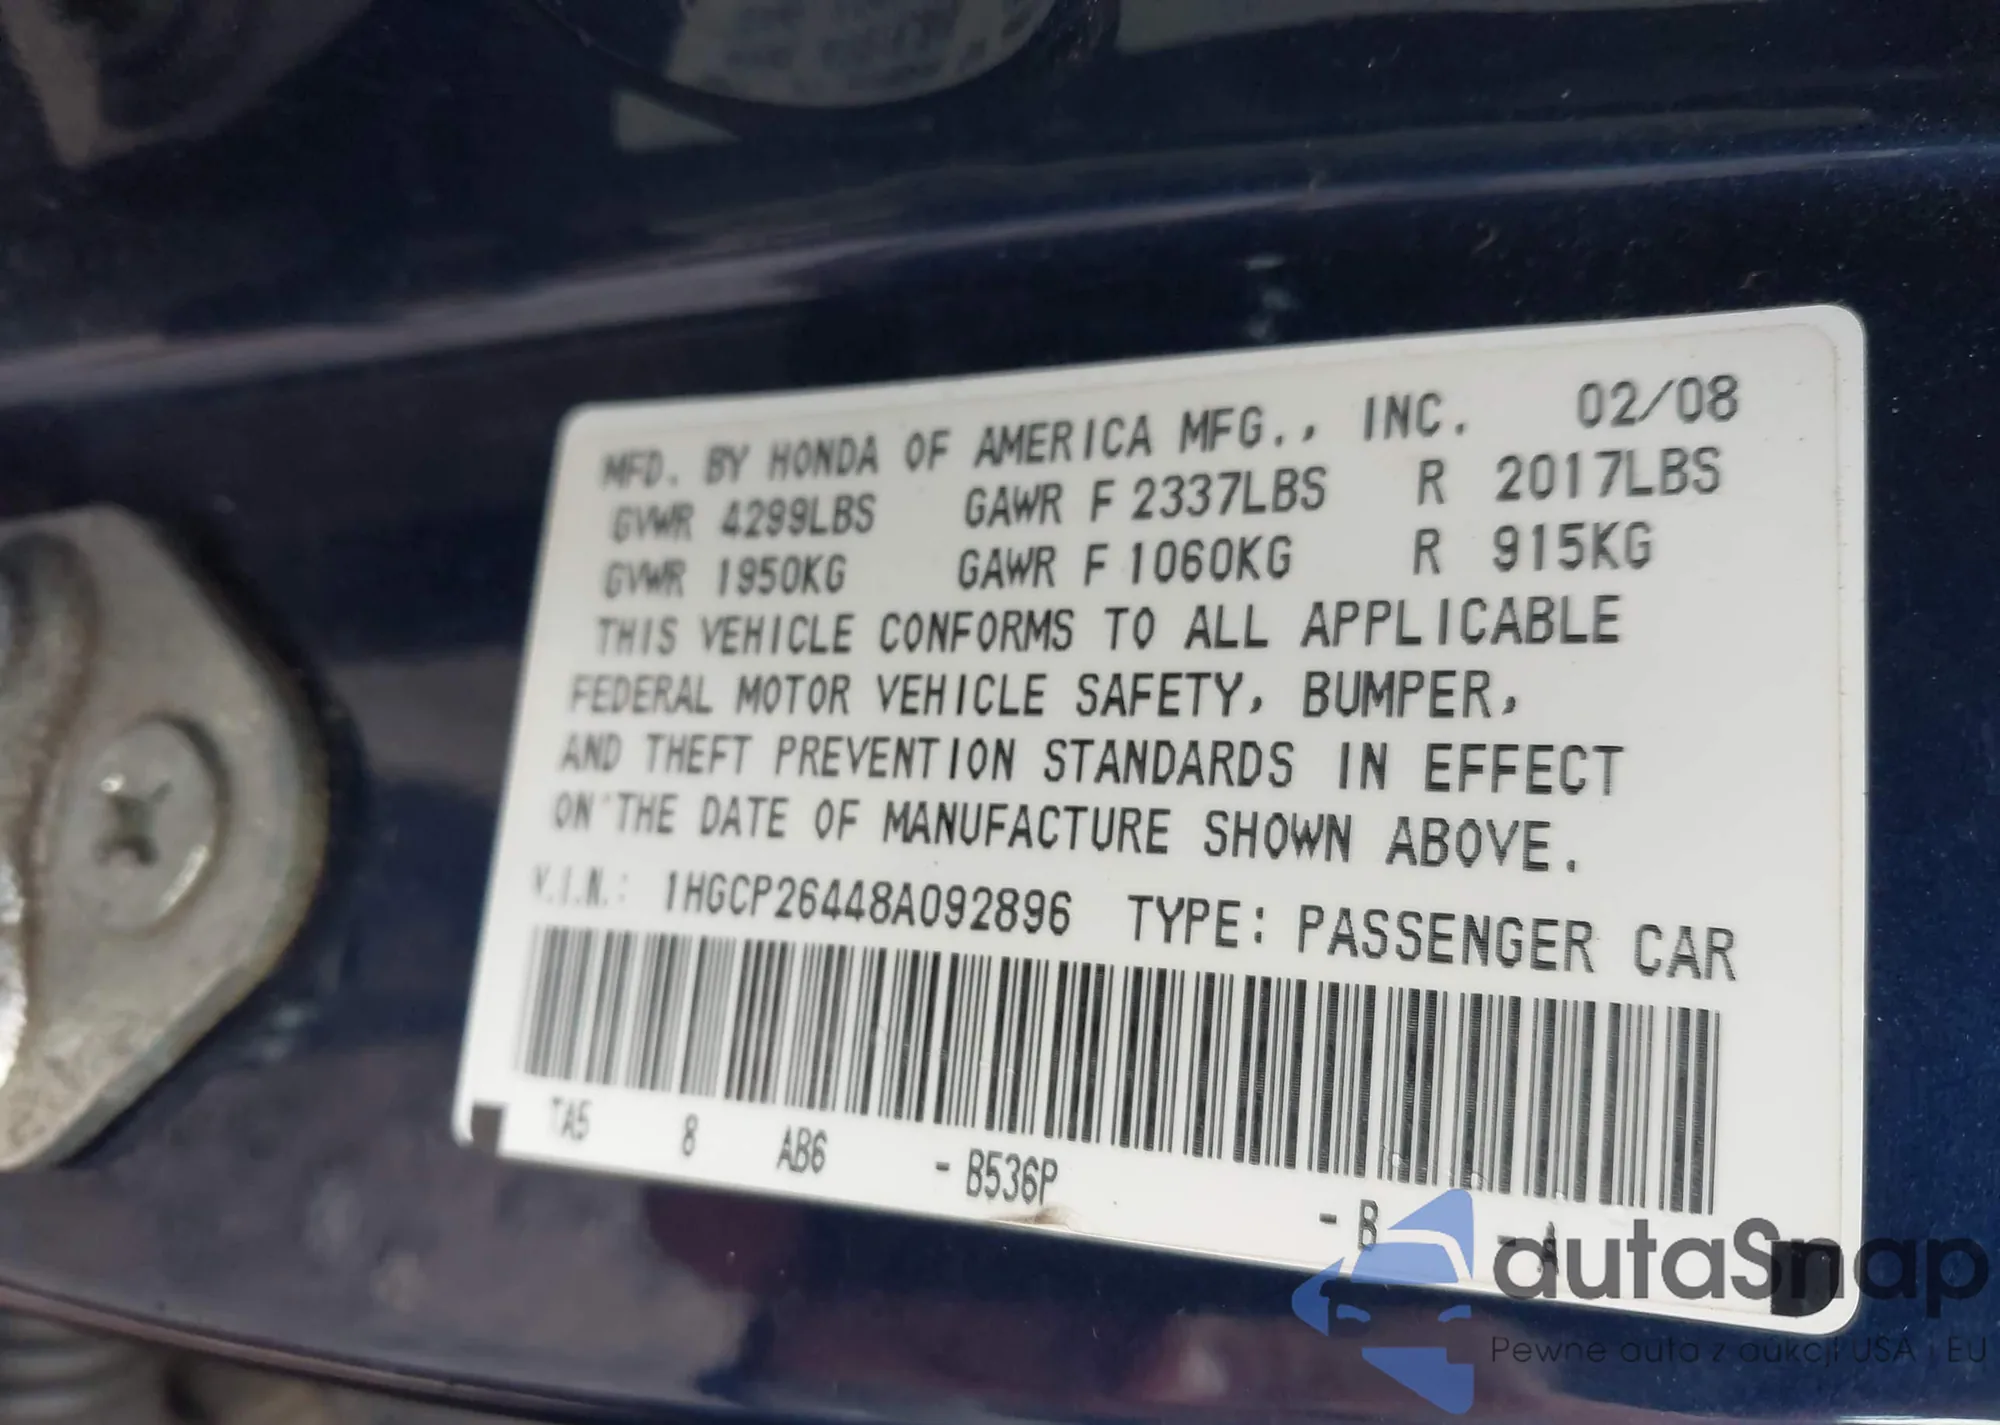 MFD. BY HONDA OF AMERICA MFG., INC. 02/08
GVWR 4299LBS GAWR F 2337LBS R 2017LBS
GVWR 1950KG GAWR F 1060KG R 915KG
THIS VEHICLE CONFORMS TO ALL APPLICABLE
FEDERAL MOTOR VEHICLE SAFETY, BUMPER,
AND THEFT PREVENTION STANDARDS IN EFFECT
ON THE DATE OF MANUFACTURE SHOWN ABOVE.
V.I.N.: 1HGCP26448A092896 TYPE: PASSENGER CAR
TA5 8 AB6 - B536P - B - A
autaSnap
Pewne auta z aukcji USA i EU